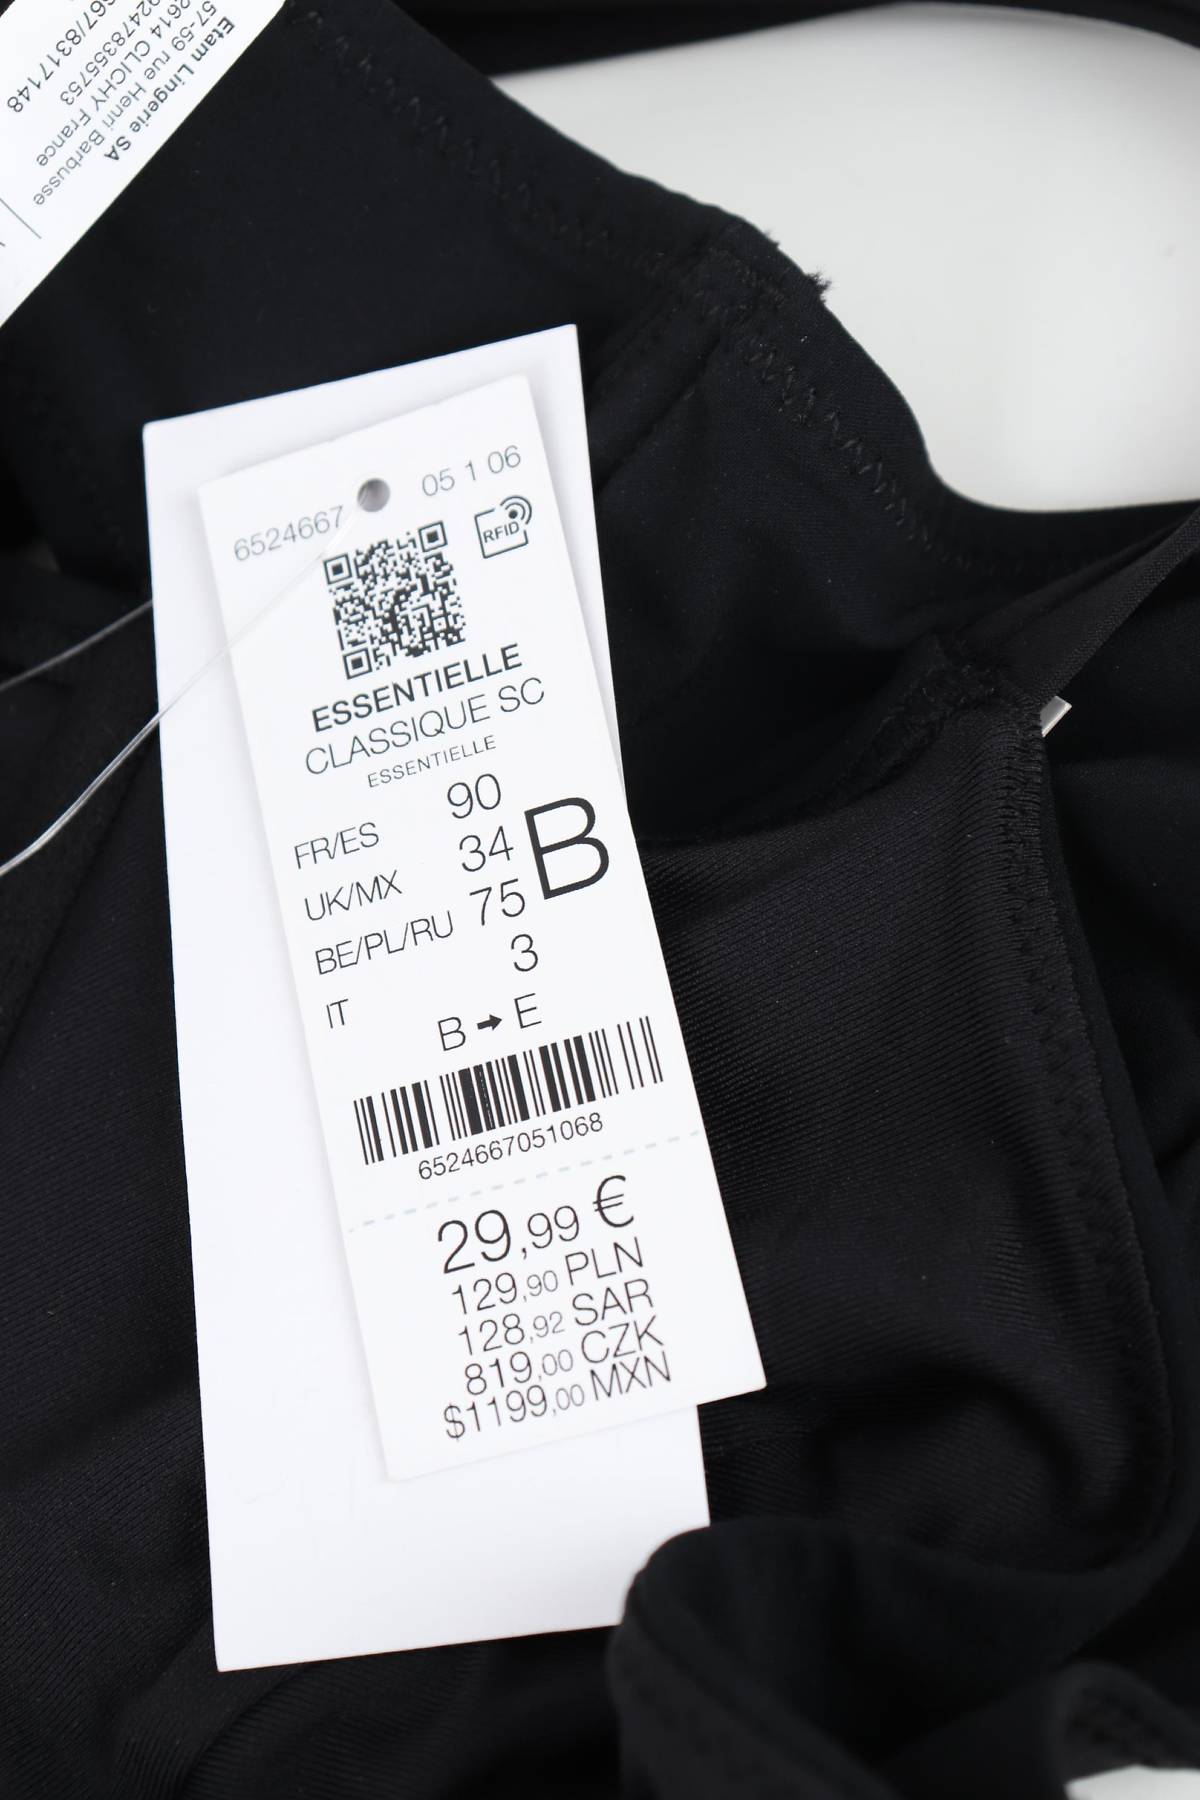 Etam Lingerie SA
57-59 rue Henri Barbusse
CLICHY France
667/8317148
6524667 05 1 06
RFID
ESSENTIELLE
CLASSIQUE SC
ESSENTIELLE
FR/ES 90
UK/MX 34 B
BE/PL/RU 75
IT 3
B → E
6524667051068
29,99 €
129,90 PLN
128,92 SAR
819,00 CZK
$1199,00 MXN